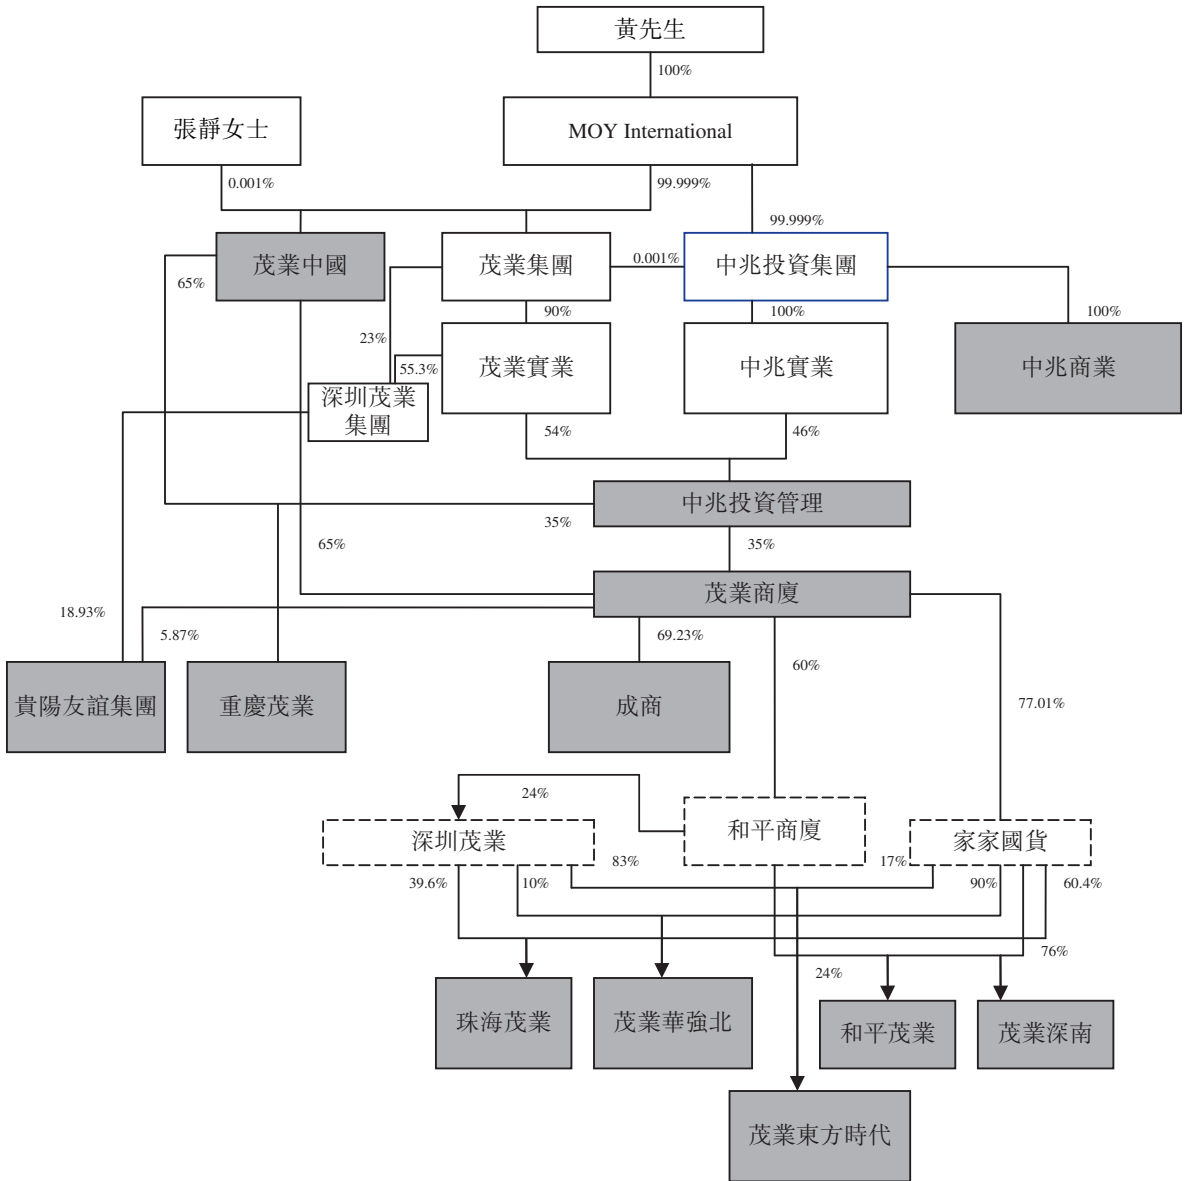 黃先生
100%
張靜女士
MOY International
0.001%
99.999%
99.999%
茂業中國
茂業集團
0.001%
中兆投資集團
65%
90%
100%
100%
23%
55.3%
茂業實業
中兆實業
中兆商業
深圳茂業
集團
54%
46%
中兆投資管理
35%
65%
35%
茂業商廈
18.93%
5.87%
69.23%
60%
77.01%
貴陽友誼集團
重慶茂業
成商
24%
深圳茂業
和平商廈
家家國貨
83%
17%
39.6%
10%
90%
60.4%
76%
24%
珠海茂業
茂業華強北
和平茂業
茂業深南
茂業東方時代